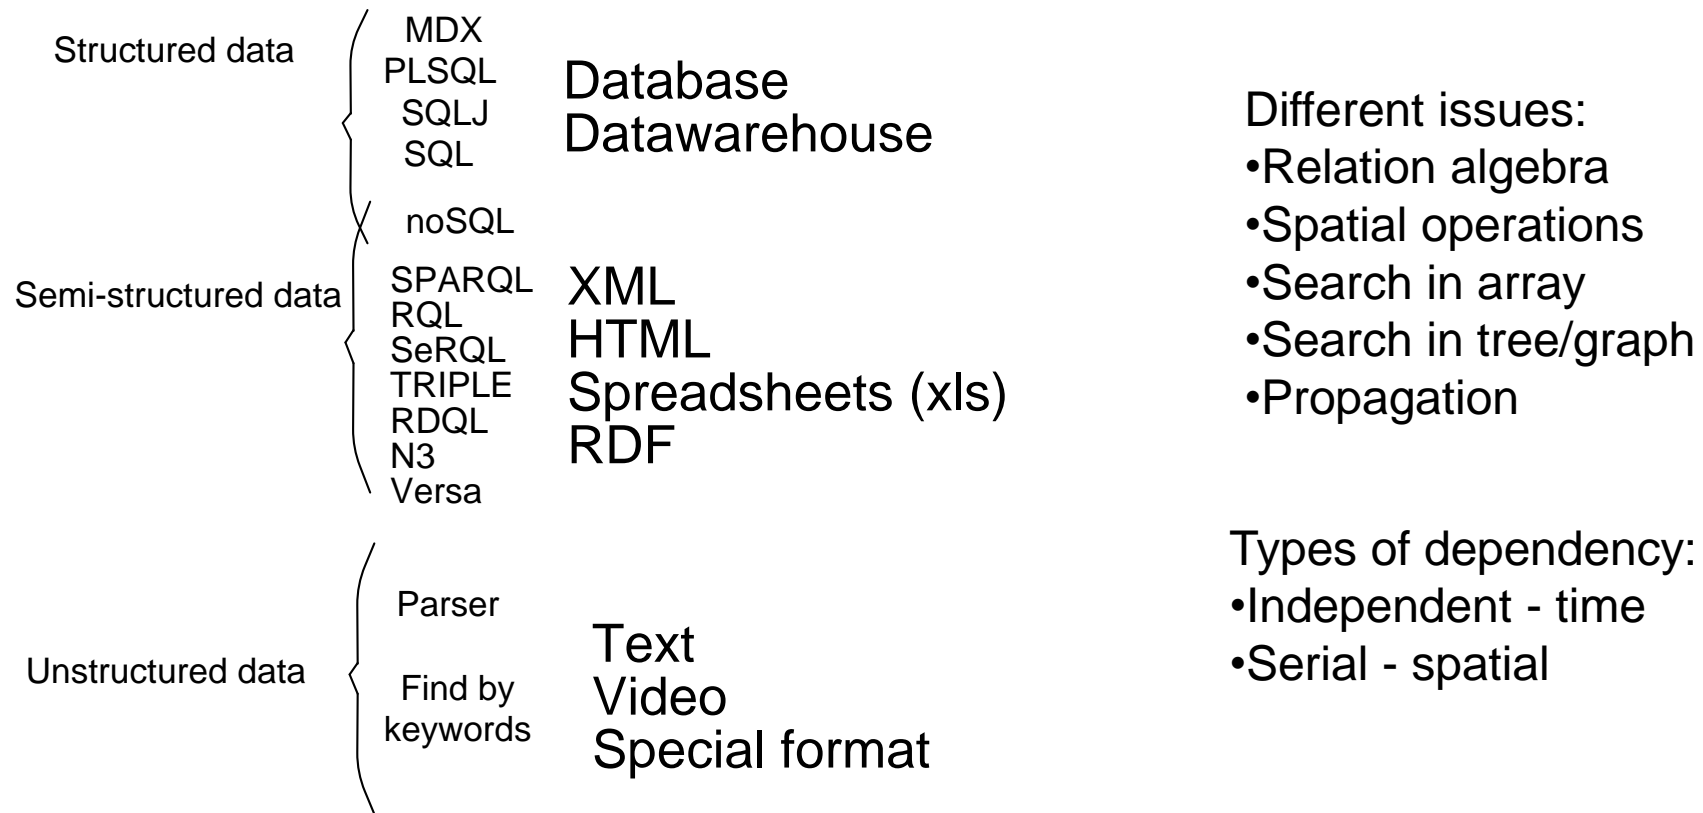 Structured data
MDX
PLSQL
SQLJ
SQL
Database
Datawarehouse
noSQL
Semi-structured data
SPARQL
RQL
SeRQL
TRIPLE
RDQL
N3
Versa
XML
HTML
Spreadsheets (xls)
RDF
Unstructured data
Parser
Find by
keywords
Text
Video
Special format
Different issues:
•Relation algebra
•Spatial operations
•Search in array
•Search in tree/graph
•Propagation
Types of dependency:
•Independent - time
•Serial - spatial